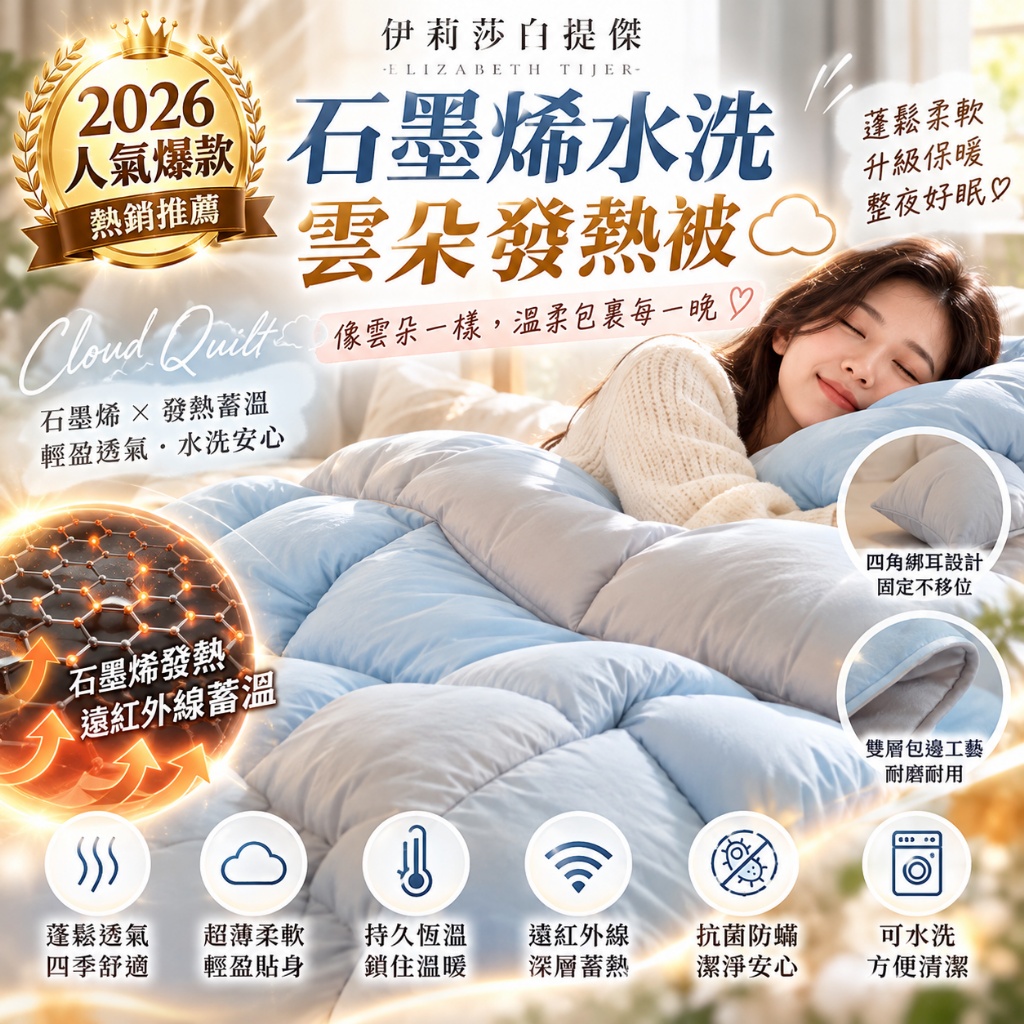 伊莉莎白提傑
·ELIZABETH TIJER·
2026
人氣爆款
熱銷推薦
石墨烯水洗
雲朵發熱被
蓬鬆柔軟
升級保暖
整夜好眠
像雲朵一樣，溫柔包裹每一晚
Cloud Quilt
石墨烯 × 發熱蓄溫
輕盈透氣·水洗安心
四角綁耳設計
固定不移位
石墨烯發熱
遠紅外線蓄溫
雙層包邊工藝
耐磨耐用
蓬鬆透氣
四季舒適
超薄柔軟
輕盈貼身
持久恆溫
鎖住溫暖
遠紅外線
深層蓄熱
抗菌防蟎
潔淨安心
可水洗
方便清潔